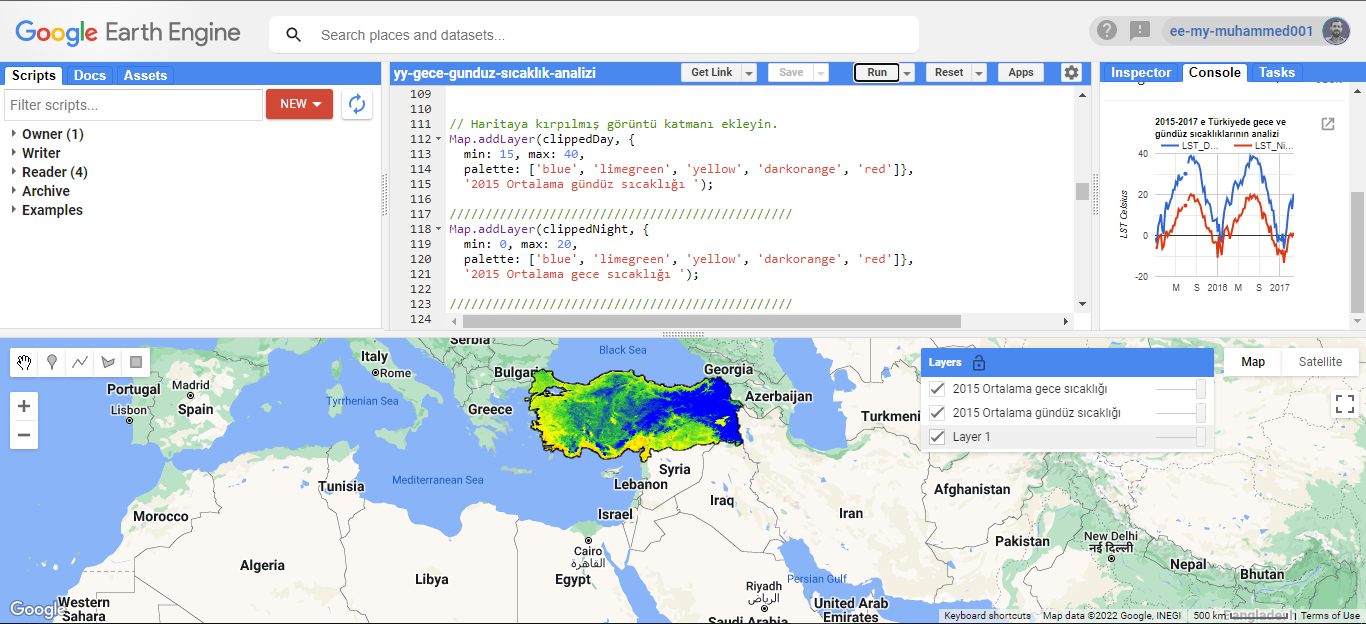 Google Earth Engine
Search places and datasets...
ee-my-muhammed001
Scripts Docs Assets
Filter scripts...
NEW
Owner (1)
Writer
Reader (4)
Archive
Examples
yy-gece-gunduz-sıcaklık-analizi
Get Link Save Run Reset Apps
109
110
111 // Haritaya kırpılmış görüntü katmanı ekleyin.
112 Map.addLayer(clippedDay, {
113 min: 15, max: 40,
114 palette: ['blue', 'limegreen', 'yellow', 'darkorange', 'red']},
115 '2015 Ortalama gündüz sıcaklığı ');
116
117 ////////////////////////////////////////////////
118 Map.addLayer(clippedNight, {
119 min: 0, max: 20,
120 palette: ['blue', 'limegreen', 'yellow', 'darkorange', 'red']},
121 '2015 Ortalama gece sıcaklığı ');
122
123 ////////////////////////////////////////////////
124
Inspector Console Tasks
2015-2017 e Türkiyede gece ve
gündüz sıcaklıklarının analizi
LST_D... LST_Ni...
40
20
0
-20
LST Celsius
M S 2016 M S 2017
Layers
2015 Ortalama gece sıcaklığı
2015 Ortalama gündüz sıcaklığı
Layer 1
Map Satellite
Serbia
Black Sea
Italy
Rome
Bulgari
Georgia
Portugal
Madrid
Azerbaijan
Lisbon
Spain
Tyrrhenian Sea
Greece
Turkmeni
Syria
Tunisia
Mediterranean Sea
Lebanon
Afghanistan
Iraq
Morocco
Israel
Iran
Pakistan
New Delhi
नई दिल्ली
Cairo
القاهرة
Algeria
Libya
Egypt
Nepal
Bhutan
Riyadh
الرياض
Persian Gulf
Google
Western
Sahara
United Arab
Emirates
Saudi Arabia
Bangladesh
Keyboard shortcuts Map data ©2022 Google, INEGI 500 km Terms of Use